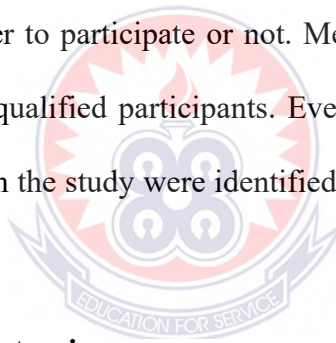 er to participate or not. Me
qualified participants. Eve
n the study were identified
EDUCATION FOR SERVICE